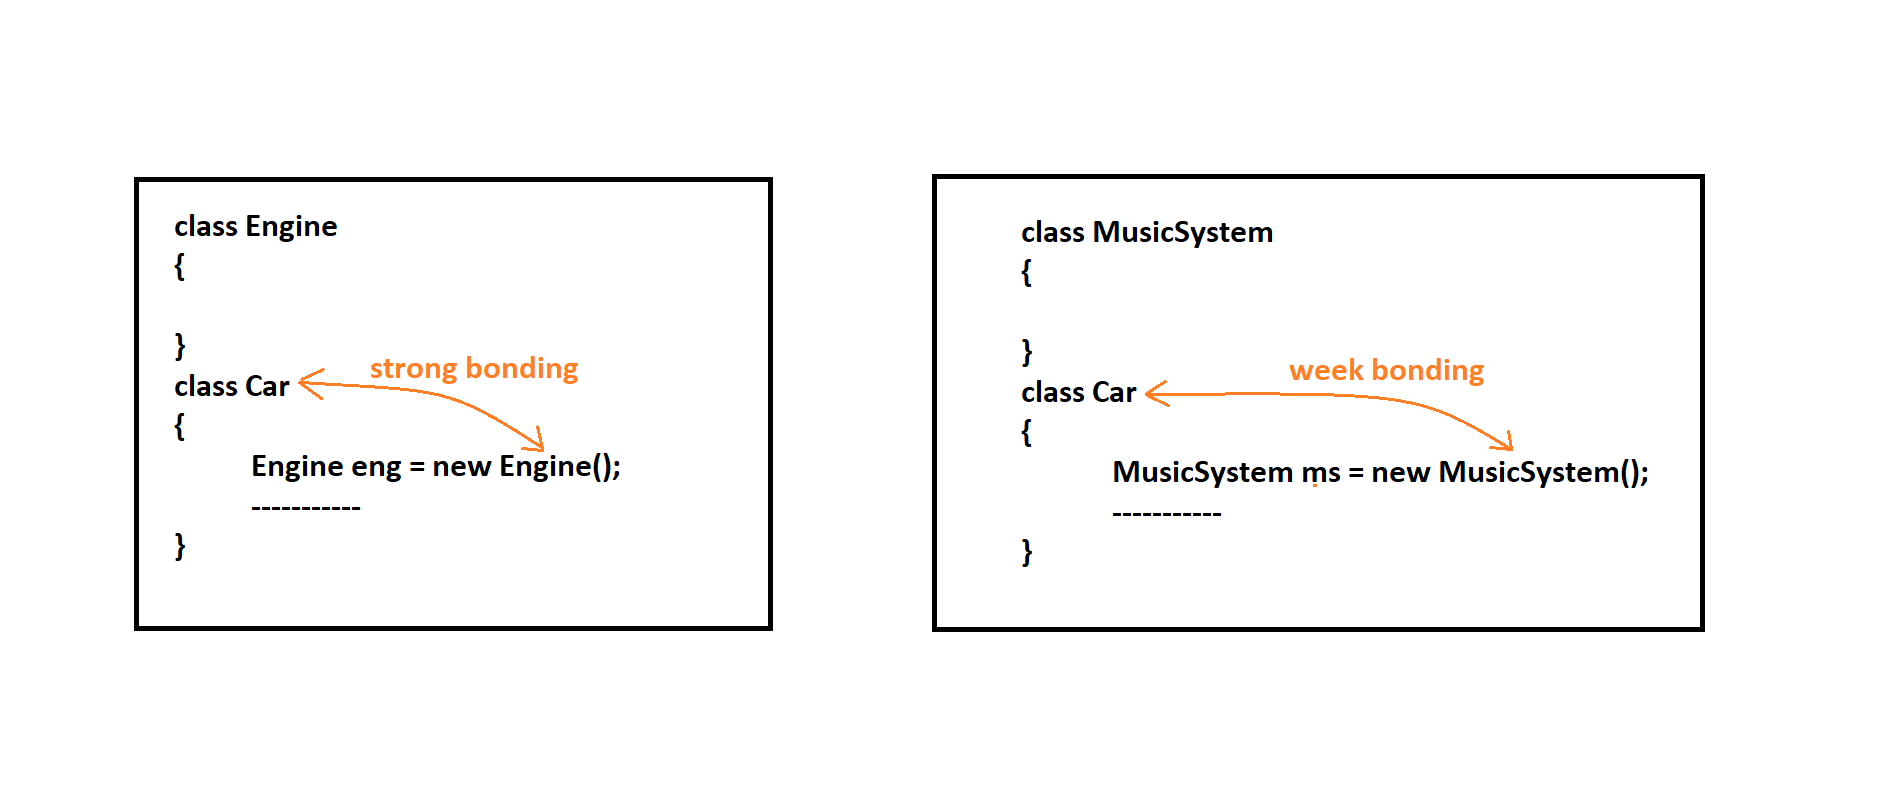 class Engine
{
}
class Car
strong bonding
{
Engine eng = new Engine();
-----------
}
class MusicSystem
{
}
class Car
week bonding
{
MusicSystem ms = new MusicSystem();
-----------
}